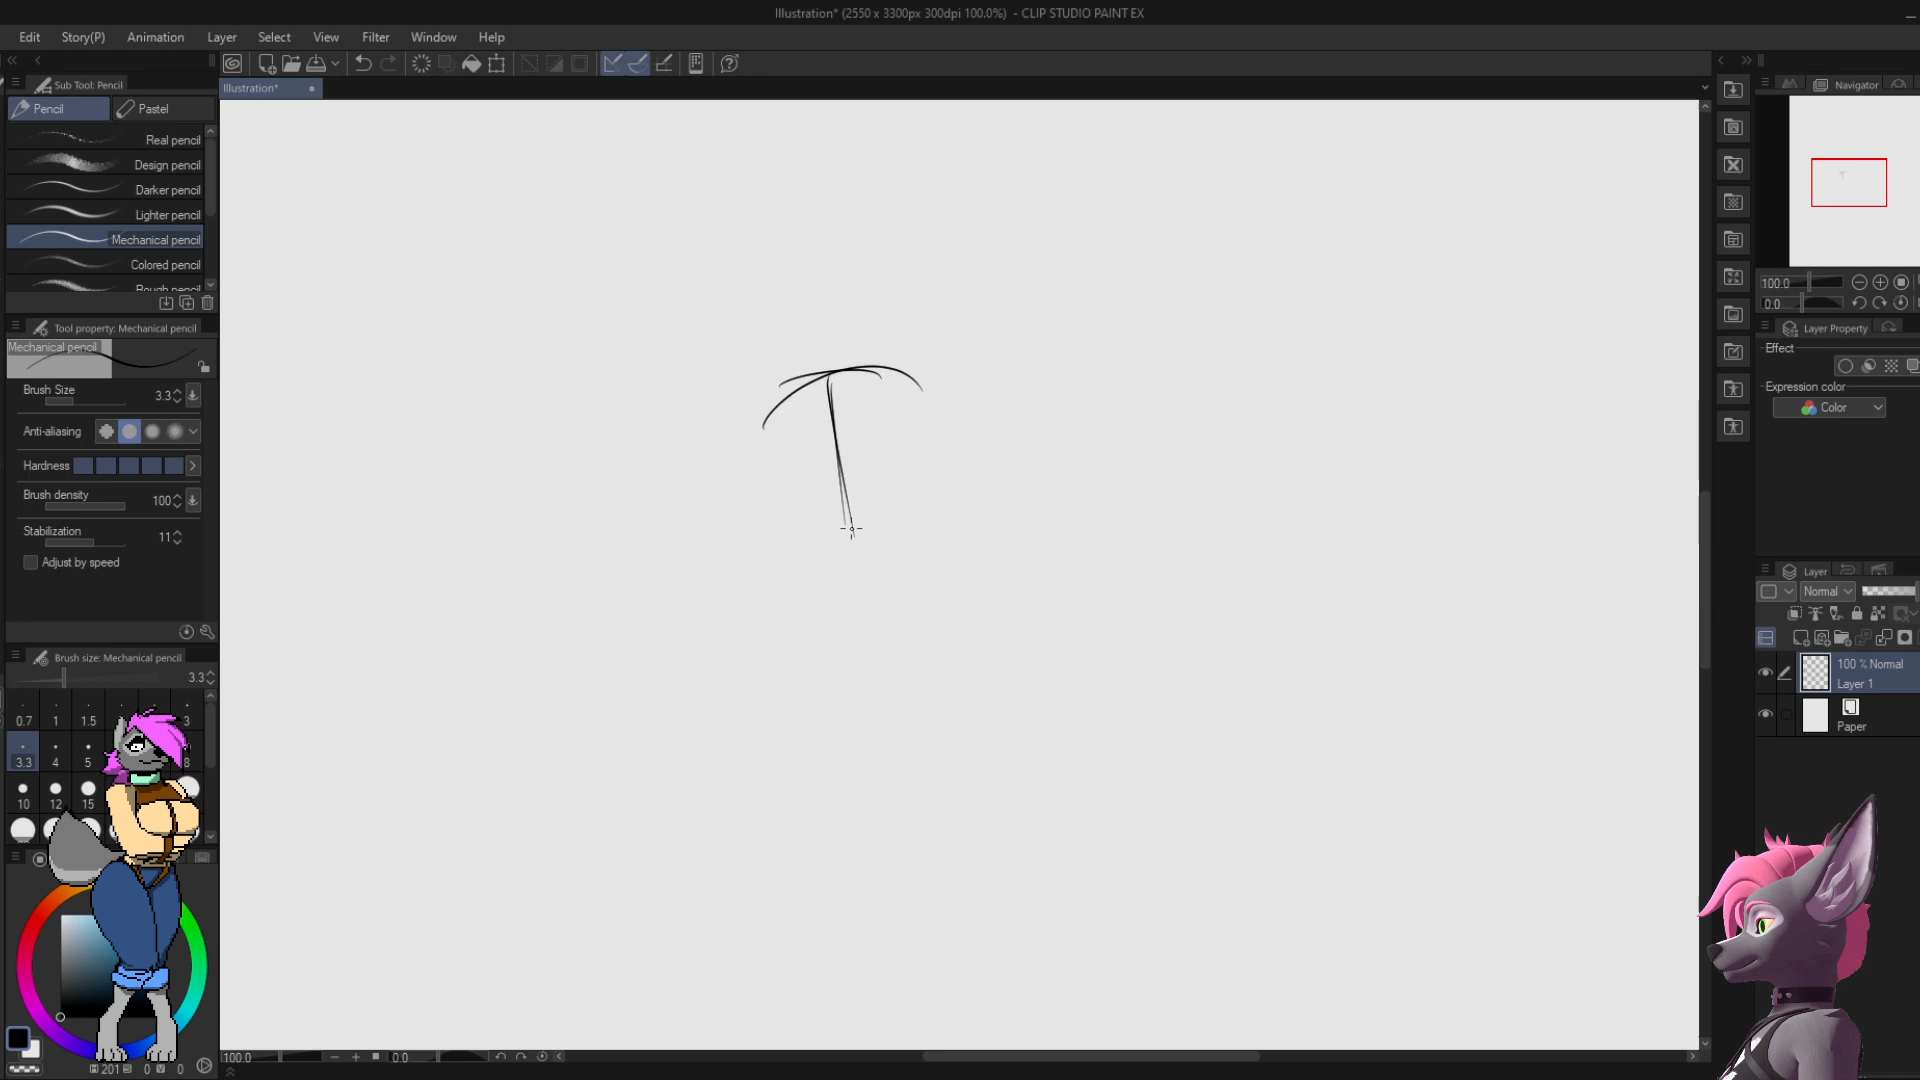 Illustration* (2550 x 3300px 300dpi 100.0%) - CLIP STUDIO PAINT EX
Edit Story(P) Animation Layer Select View Filter Window Help
Sub Tool: Pencil
Illustration*
Pencil Pastel
Real pencil
Design pencil
Darker pencil
Lighter pencil
Mechanical pencil
Colored pencil
Rough pencil
Tool property: Mechanical pencil
Mechanical pencil
Brush Size 3.3
Anti-aliasing
Hardness
Brush density 100
Stabilization 11
Adjust by speed
Brush size: Mechanical pencil
3.3
0.7 1 1.5 3
3.3 4 5 8
10 12 15
201 0 0
100.0 0.0
Navigator
100.0
0.0
Layer Property
Effect
Expression color
Color
Layer
Normal
100 % Normal
Layer 1
Paper